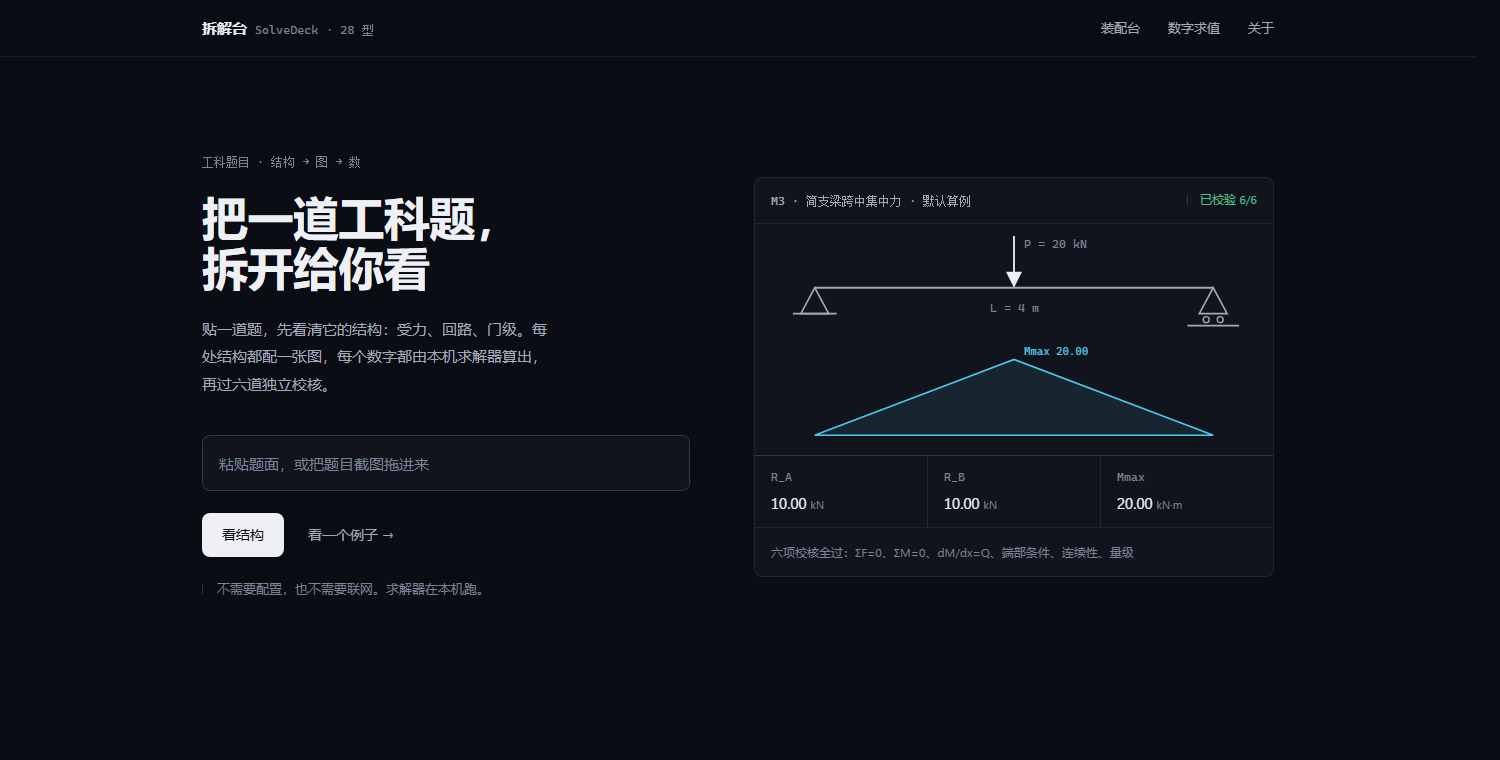 拆解台 SolveDeck · 28 型
装配台 数字求值 关于
工科题目 · 结构 → 图 → 数
把一道工科题，
拆开给你看
贴一道题，先看清它的结构：受力、回路、门级。每
处结构都配一张图，每个数字都由本机求解器算出，
再过六道独立校核。
粘贴题面，或把题目截图拖进来
看结构 看一个例子 →
不需要配置，也不需要联网。求解器在本机跑。
M3 · 简支梁跨中集中力 · 默认算例 已校验 6/6
P = 20 kN
L = 4 m
Mmax 20.00
R_A R_B Mmax
10.00 kN 10.00 kN 20.00 kN·m
六项校核全过：ΣF=0、ΣM=0、dM/dx=Q、端部条件、连续性、量级